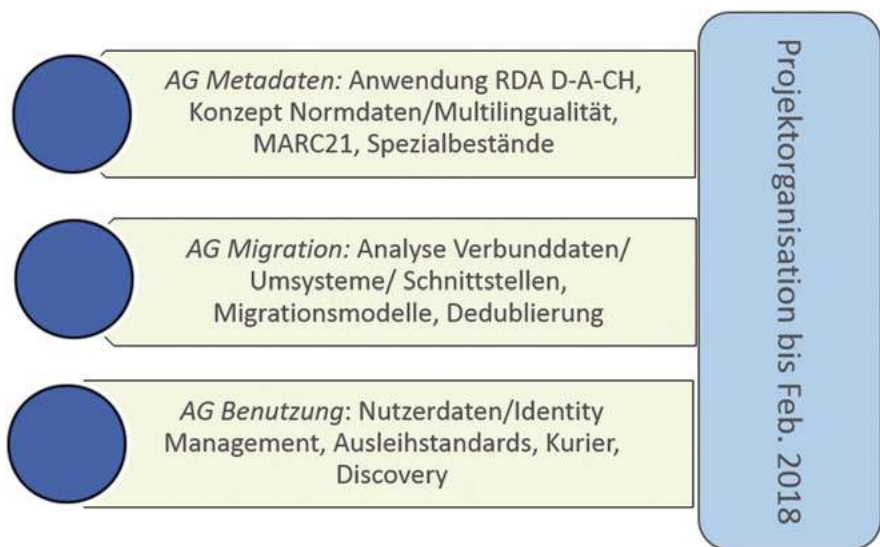 AG Metadaten: Anwendung RDA D-A-CH,
Konzept Normdaten/Multilingualität,
MARC21, Spezialbestände
AG Migration: Analyse Verbunddaten/
Umsysteme/ Schnittstellen,
Migrationsmodelle, Dedublierung
AG Benutzung: Nutzerdaten/Identity
Management, Ausleihstandards, Kurier,
Discovery
Projektorganisation bis Feb. 2018